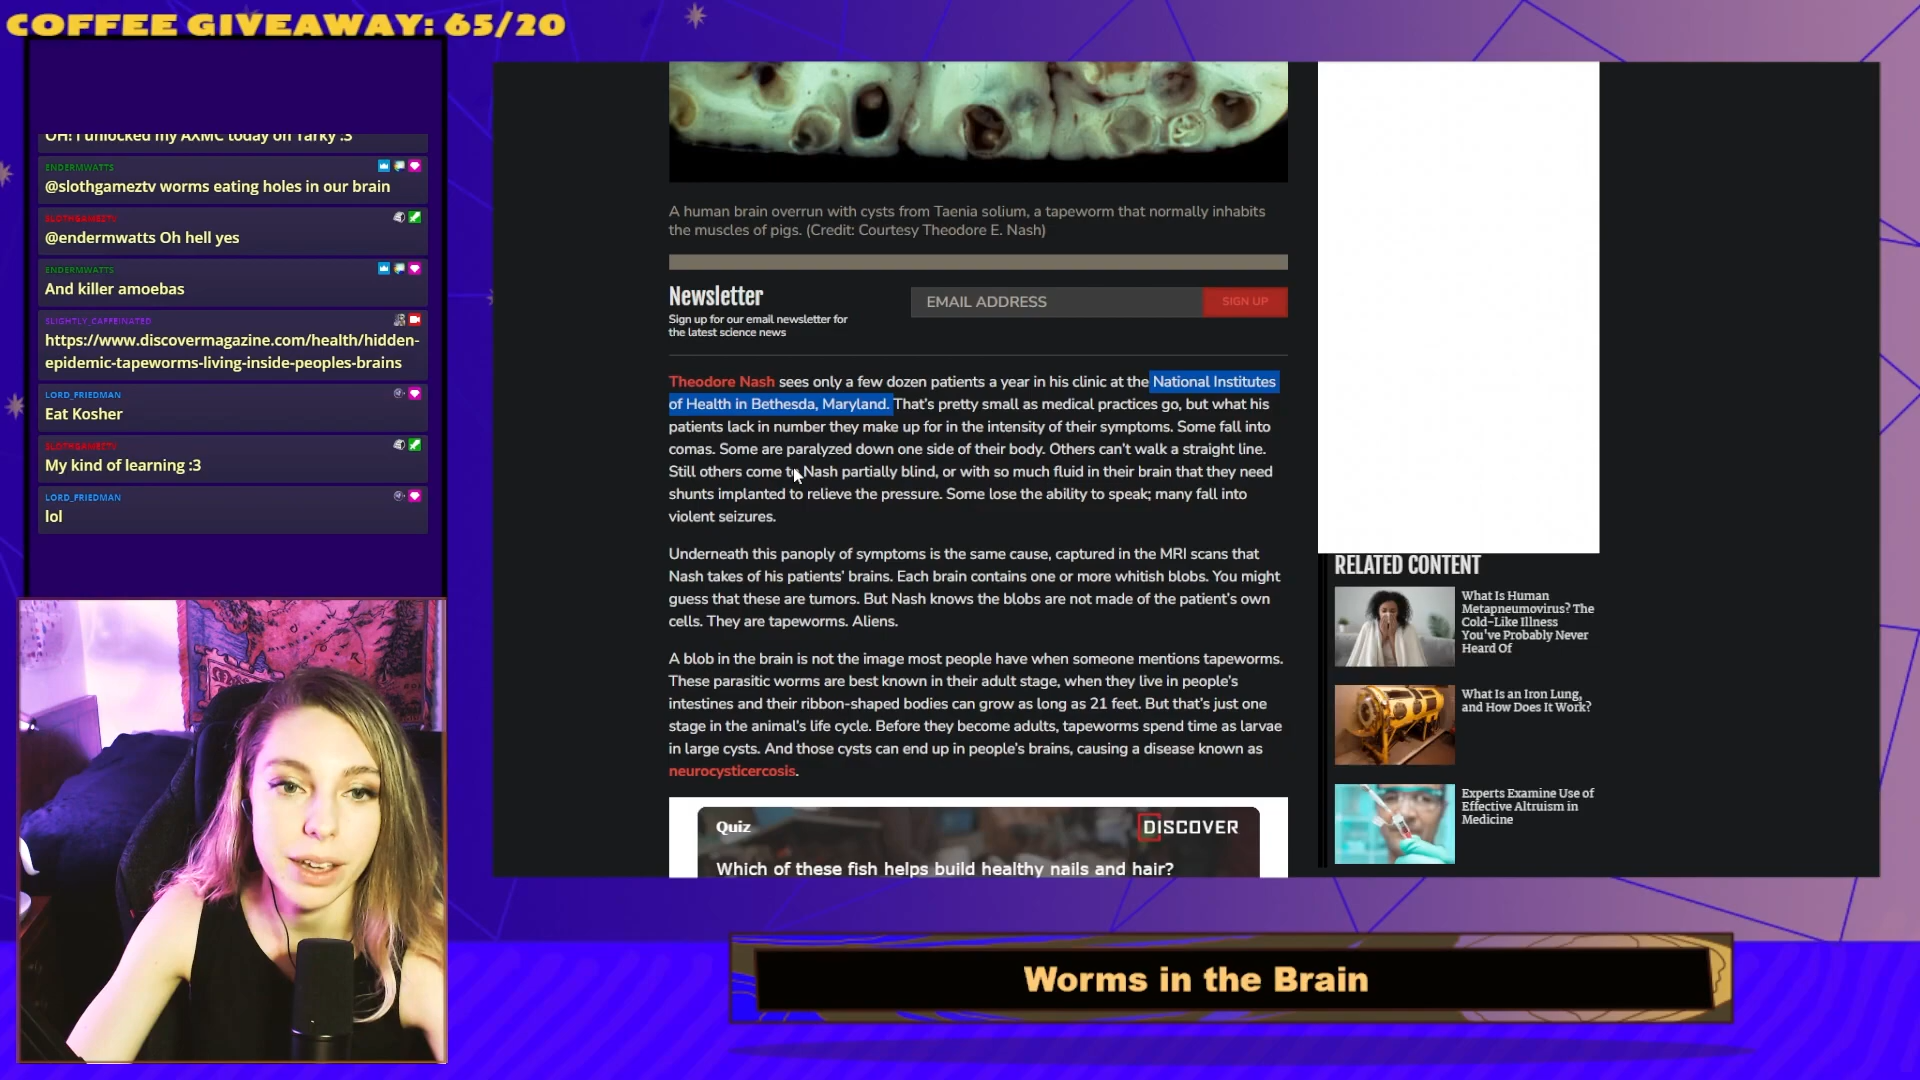 COFFEE GIVEAWAY: 65/20
OH! I unlocked my AXMC today on Tarky :3
ENDERMWATTS
@slothgameztv worms eating holes in our brain
SLOTHGAMEZTV
@endermwatts Oh hell yes
ENDERMWATTS
And killer amoebas
SLIGHTLY_CAFFEINATED
https://www.discovermagazine.com/health/hidden-
epidemic-tapeworms-living-inside-peoples-brains
LORD_FRIEDMAN
Eat Kosher
SLOTHGAMEZTV
My kind of learning :3
LORD_FRIEDMAN
lol
A human brain overrun with cysts from Taenia solium, a tapeworm that normally inhabits
the muscles of pigs. (Credit: Courtesy Theodore E. Nash)
Newsletter
Sign up for our email newsletter for
the latest science news
EMAIL ADDRESS
SIGN UP
Theodore Nash sees only a few dozen patients a year in his clinic at the National Institutes
of Health in Bethesda, Maryland. That's pretty small as medical practices go, but what his
patients lack in number they make up for in the intensity of their symptoms. Some fall into
comas. Some are paralyzed down one side of their body. Others can't walk a straight line.
Still others come to Nash partially blind, or with so much fluid in their brain that they need
shunts implanted to relieve the pressure. Some lose the ability to speak; many fall into
violent seizures.
Underneath this panoply of symptoms is the same cause, captured in the MRI scans that
Nash takes of his patients' brains. Each brain contains one or more whitish blobs. You might
guess that these are tumors. But Nash knows the blobs are not made of the patient's own
cells. They are tapeworms. Aliens.
A blob in the brain is not the image most people have when someone mentions tapeworms.
These parasitic worms are best known in their adult stage, when they live in people's
intestines and their ribbon-shaped bodies can grow as long as 21 feet. But that's just one
stage in the animal's life cycle. Before they become adults, tapeworms spend time as larvae
in large cysts. And those cysts can end up in people's brains, causing a disease known as
neurocysticercosis.
Quiz
DISCOVER
Which of these fish helps build healthy nails and hair?
RELATED CONTENT
What Is Human
Metapneumovirus? The
Cold-Like Illness
You've Probably Never
Heard Of
What Is an Iron Lung,
and How Does It Work?
Experts Examine Use of
Effective Altruism in
Medicine
Worms in the Brain